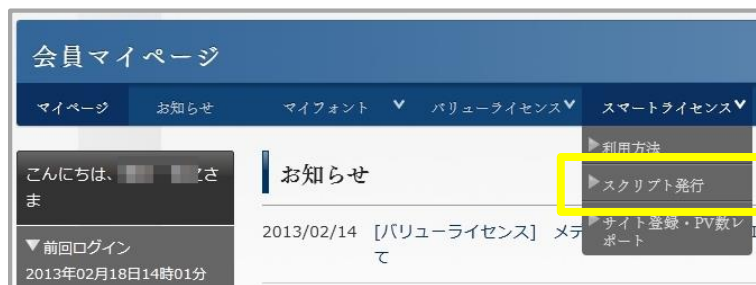 会員マイページ
マイページ お知らせ マイフォント バリューライセンス スマートライセンス
利用方法
スクリプト発行
サイト登録・PV数レ
ポート
こんにちは、 さ
ま
▼前回ログイン
2013年02月18日14時01分
お知らせ
2013/02/14 [バリューライセンス] メデ
て